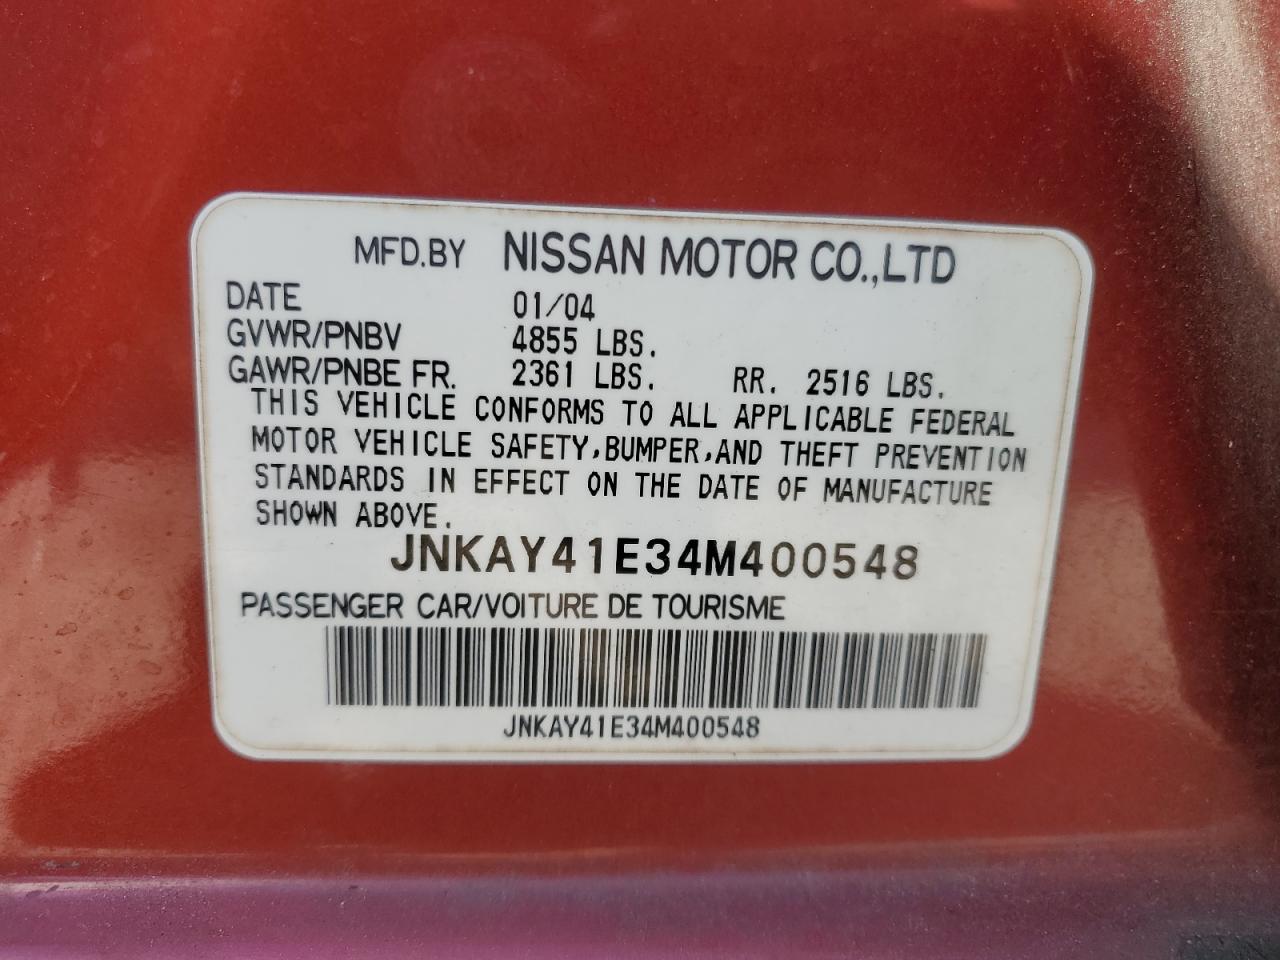 MFD.BY NISSAN MOTOR CO.,LTD
DATE 01/04
GVWR/PNBV 4855 LBS.
GAWR/PNBE FR. 2361 LBS. RR. 2516 LBS.
THIS VEHICLE CONFORMS TO ALL APPLICABLE FEDERAL
MOTOR VEHICLE SAFETY,BUMPER,AND THEFT PREVENTION
STANDARDS IN EFFECT ON THE DATE OF MANUFACTURE
SHOWN ABOVE.
JNKAY41E34M400548
PASSENGER CAR/VOITURE DE TOURISME
JNKAY41E34M400548